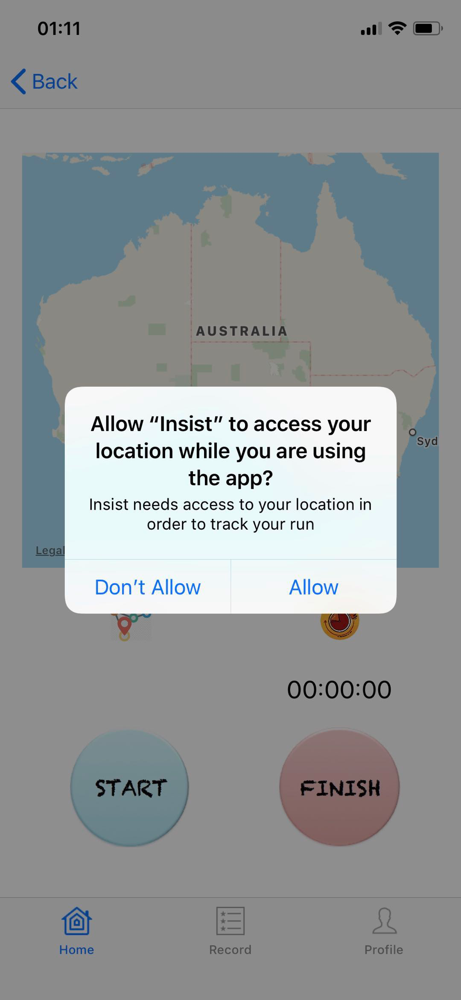 01:11
Back
AUSTRALIA
Allow “Insist” to access your
location while you are using
the app?
Insist needs access to your location in
order to track your run
Syd
Legal
Don’t Allow
Allow
00:00:00
START
FINISH
Home
Record
Profile